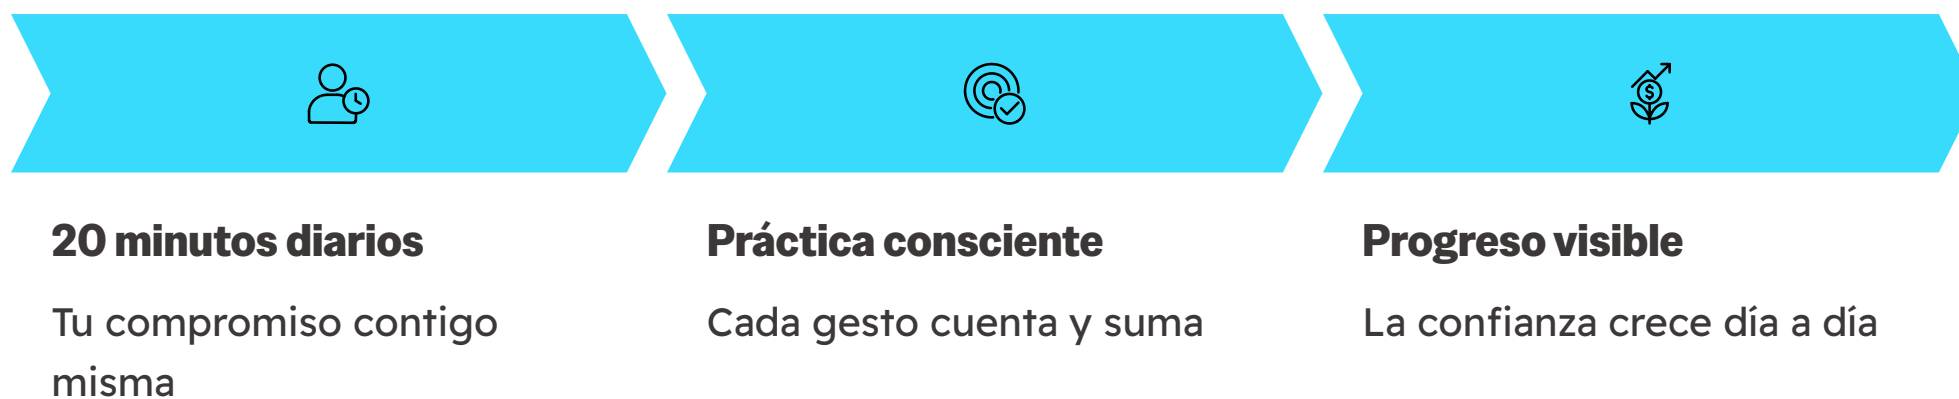 20 minutos diarios
Tu compromiso contigo
misma
Práctica consciente
Cada gesto cuenta y suma
Progreso visible
La confianza crece día a día